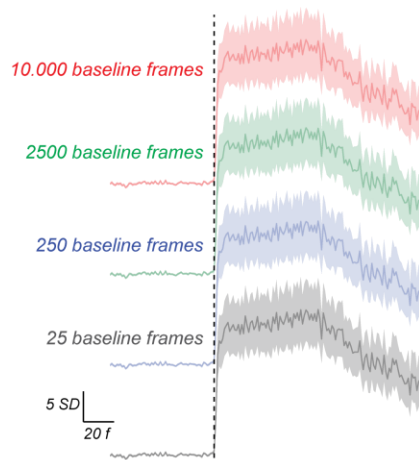 10.000 baseline frames
2500 baseline frames
250 baseline frames
25 baseline frames
5 SD
20 f